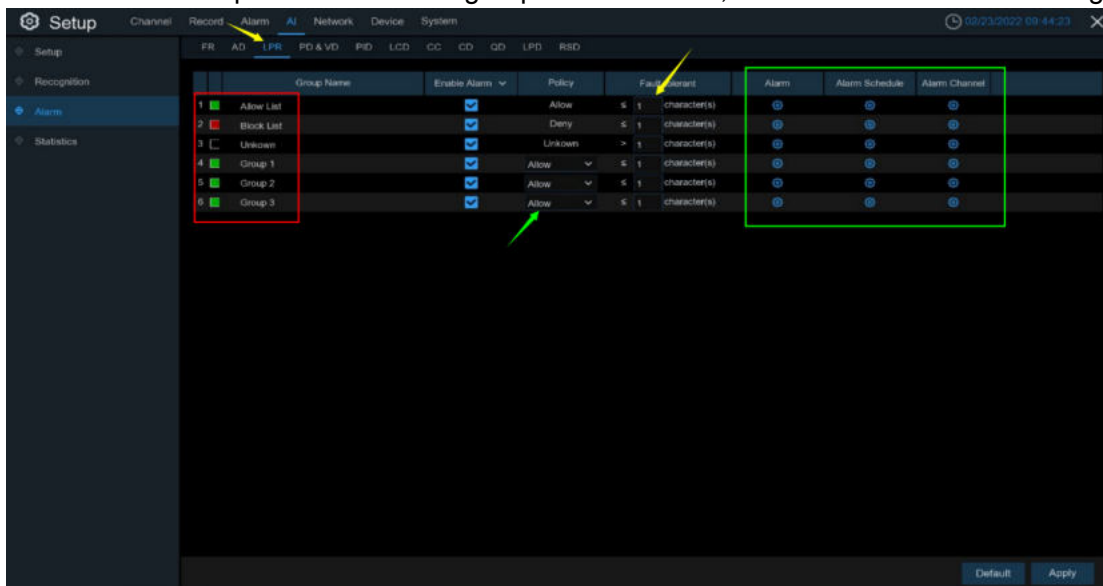 Setup Channel Record Alarm AI Network Device System 02/23/2022 09:44:23
Setup FR AD LPR PD & VD PID LCD CC CD QD LPD RSD
Recognition
Group Name Enable Alarm Policy Fault tolerant Alarm Alarm Schedule Alarm Channel
Alarm
1 Allow List Allow ≤ 1 character(s)
2 Block List Deny ≤ 1 character(s)
Statistics
3 Unkown Unkown > 1 character(s)
4 Group 1 Allow ≤ 1 character(s)
5 Group 2 Allow ≤ 1 character(s)
6 Group 3 Allow ≤ 1 character(s)
Default Apply